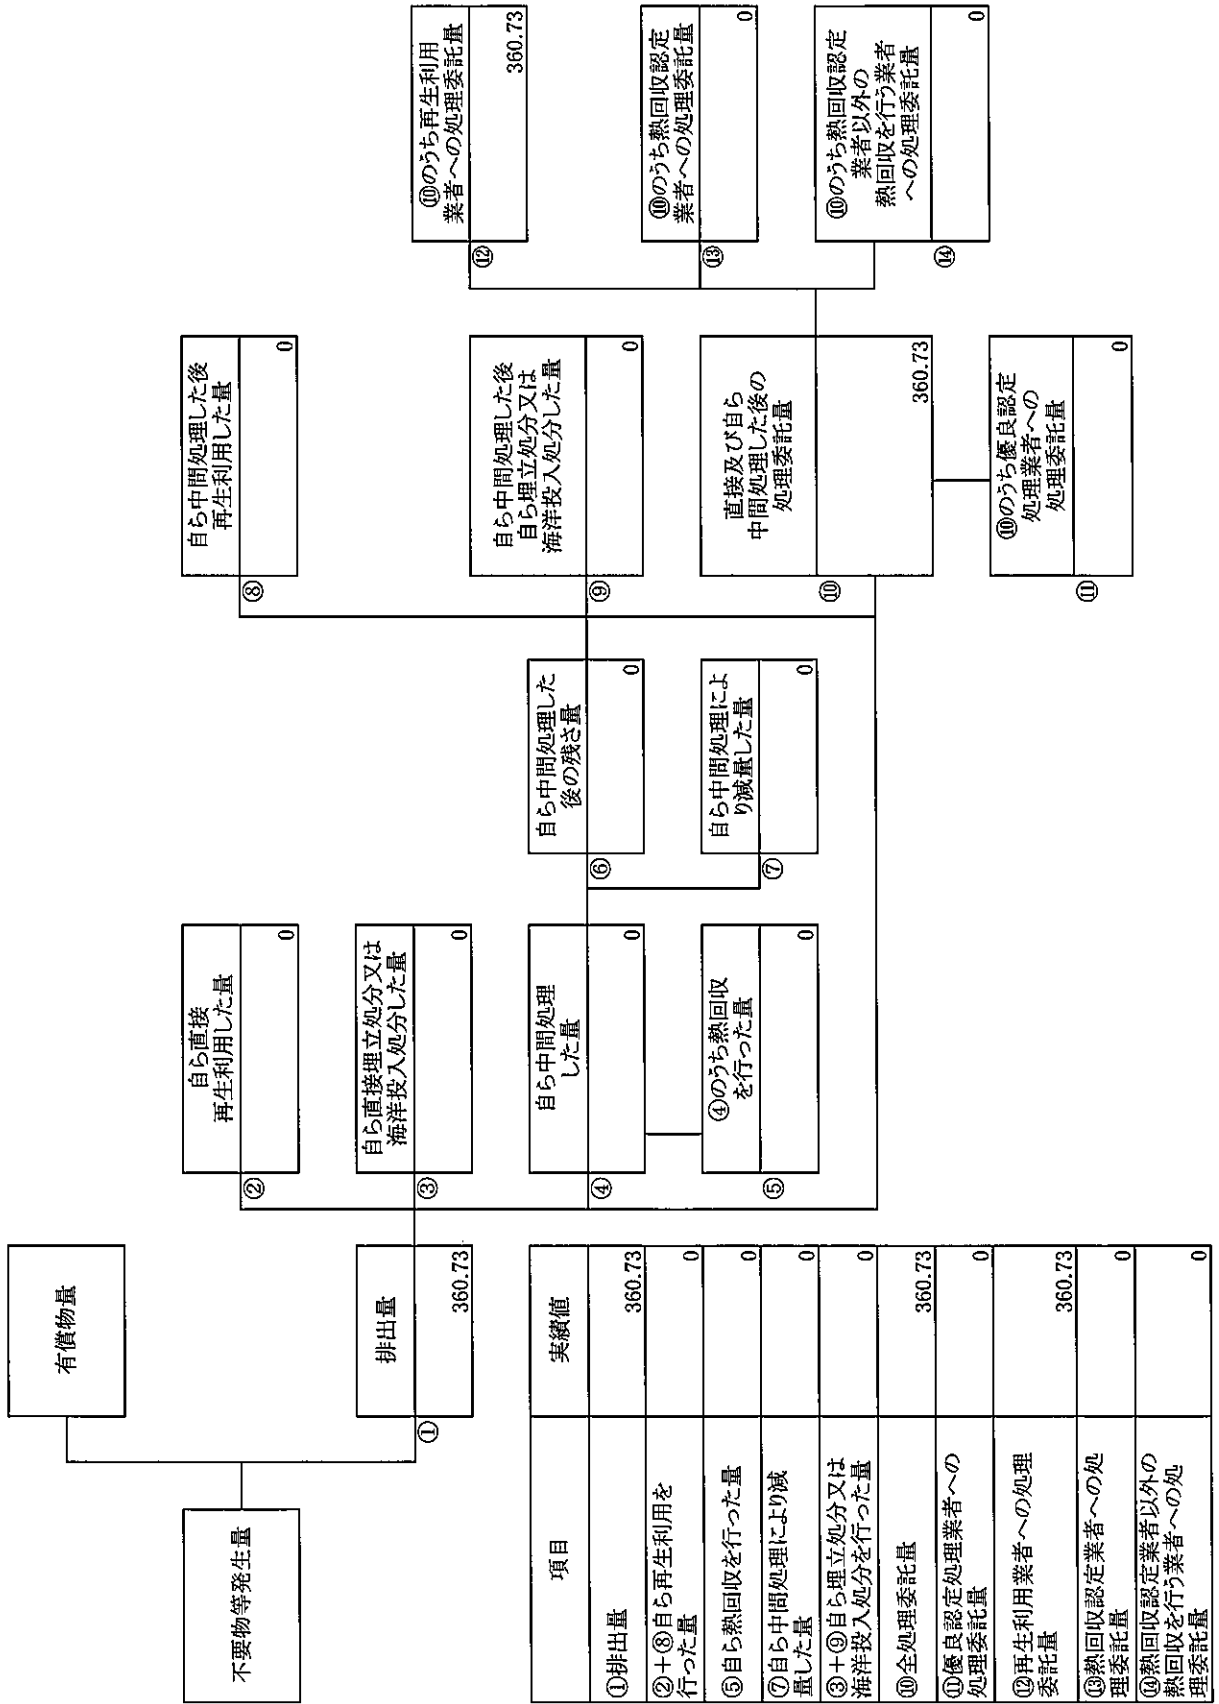 不要物等発生量
有償物量
①
排出量
360.73
②
自ら直接
再生利用した量
0
③
自ら直接埋立処分又は
海洋投入処分した量
0
④
自ら中間処理
した量
0
⑤
④のうち熱回収
を行った量
0
⑥
自ら中間処理した
後の残さ量
0
⑦
自ら中間処理によ
り減量した量
0
⑧
自ら中間処理した後
再生利用した量
0
⑨
自ら中間処理した後
自ら埋立処分又は
海洋投入処分した量
0
⑩
直接及び自ら
中間処理した後の
処理委託量
360.73
⑪
⑩のうち優良認定
処理業者への
処理委託量
0
⑫
⑩のうち再生利用
業者への処理委託量
360.73
⑬
⑩のうち熱回収認定
業者への処理委託量
0
⑭
⑩のうち熱回収認定
業者以外の
熱回収を行う業者
への処理委託量
0
項目 実績値
①排出量 360.73
②+⑧自ら再生利用を
行った量 0
⑤自ら熱回収を行った量 0
⑦自ら中間処理により減
量した量 0
③+⑨自ら埋立処分又は
海洋投入処分を行った量 0
⑩全処理委託量 360.73
⑪優良認定処理業者への
処理委託量 0
⑫再生利用業者への処理
委託量 360.73
⑬熱回収認定業者への処
理委託量 0
⑭熱回収認定業者以外の
熱回収を行う業者への処
理委託量 0